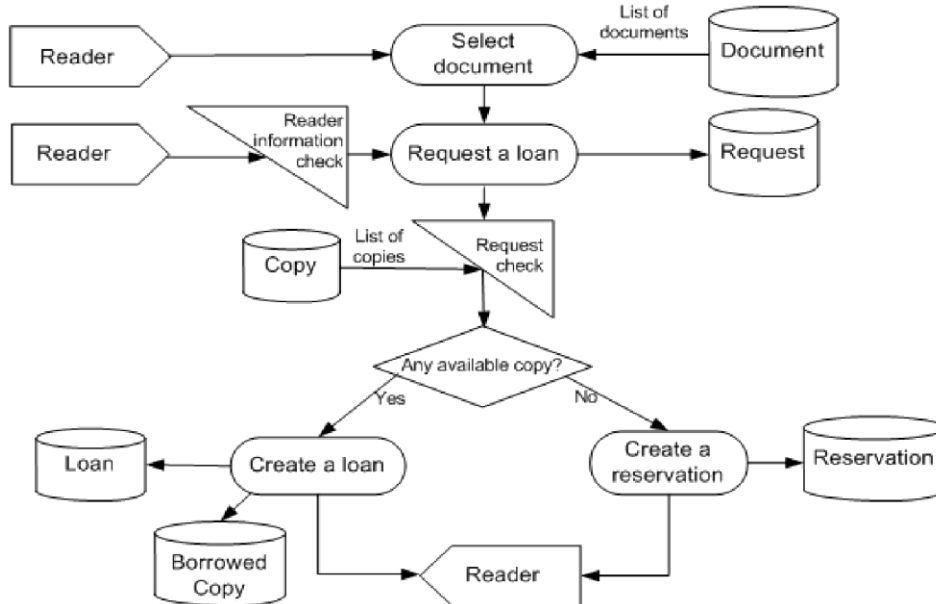 Reader
Select
document
List of
documents
Document
Reader
Reader
information
check
Request a loan
Request
Copy
List of
copies
Request
check
Any available copy?
Yes
No
Loan
Create a loan
Create a
reservation
Reservation
Borrowed
Copy
Reader